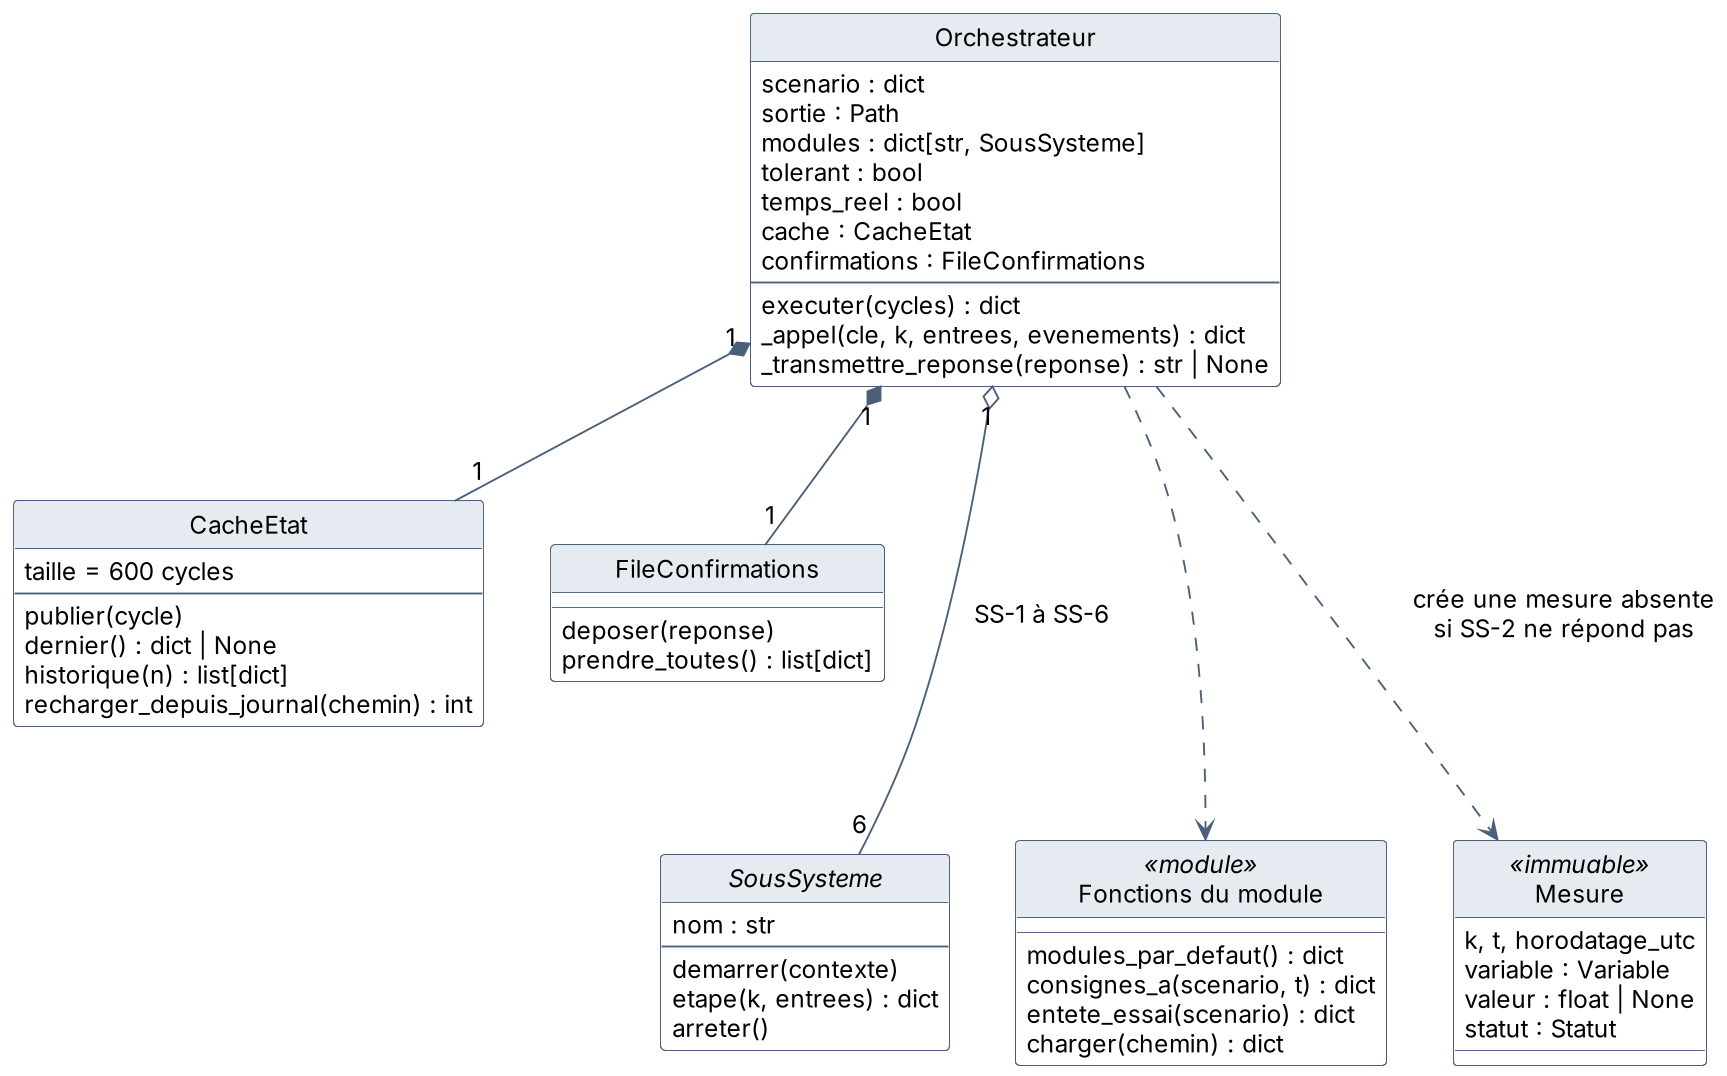 Orchestrateur
scenario : dict
sortie : Path
modules : dict[str, SousSysteme]
tolerant : bool
temps_reel : bool
cache : CacheEtat
confirmations : FileConfirmations
executer(cycles) : dict
_appel(cle, k, entrees, evenements) : dict
_transmettre_reponse(reponse) : str | None
1
1
1
1
1
6
CacheEtat
taille = 600 cycles
publier(cycle)
dernier() : dict | None
historique(n) : list[dict]
recharger_depuis_journal(chemin) : int
FileConfirmations
deposer(reponse)
prendre_toutes() : list[dict]
SS-1 à SS-6
crée une mesure absente
si SS-2 ne répond pas
SousSysteme
nom : str
demarrer(contexte)
etape(k, entrees) : dict
arreter()
«module»
Fonctions du module
modules_par_defaut() : dict
consignes_a(scenario, t) : dict
entete_essai(scenario) : dict
charger(chemin) : dict
«immuable»
Mesure
k, t, horodatage_utc
variable : Variable
valeur : float | None
statut : Statut